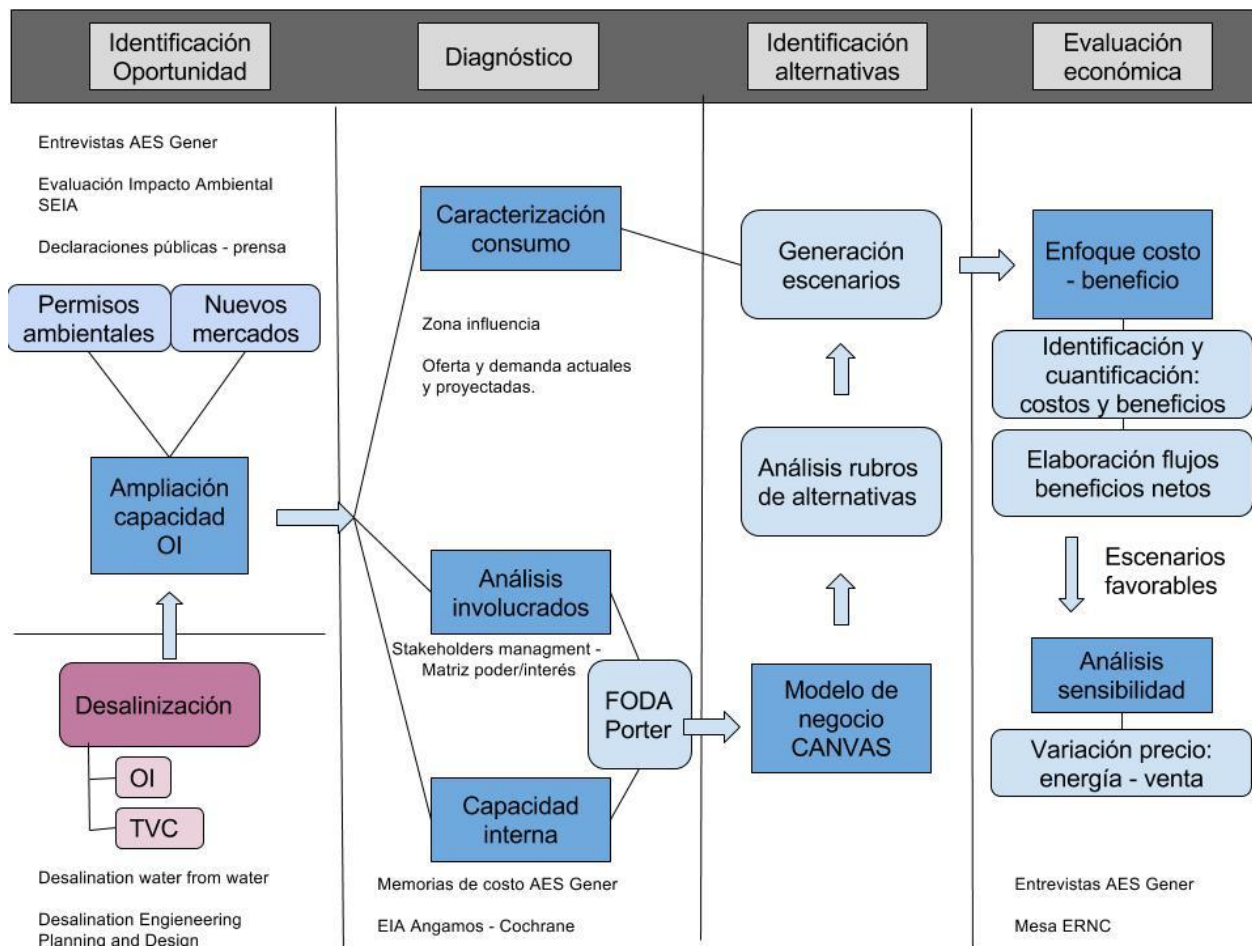 Identificación
Oportunidad
Diagnóstico
Identificación
alternativas
Evaluación
económica
Entrevistas AES Gener
Evaluación Impacto Ambiental
SEIA
Declaraciones públicas - prensa
Permisos
ambientales
Nuevos
mercados
Ampliación
capacidad
OI
Desalinización
OI
TVC
Desalination water from water
Desalination Engieneering
Planning and Design
Caracterización
consumo
Zona influencia
Oferta y demanda actuales
y proyectadas.
Análisis
involucrados
Stakeholders managment -
Matriz poder/interés
FODA
Porter
Capacidad
interna
Memorias de costo AES Gener
EIA Angamos - Cochrane
Generación
escenarios
Análisis rubros
de alternativas
Modelo de
negocio
CANVAS
Enfoque costo
- beneficio
Identificación y
cuantificación:
costos y beneficios
Elaboración flujos
beneficios netos
Escenarios
favorables
Análisis
sensibilidad
Variación precio:
energía - venta
Entrevistas AES Gener
Mesa ERNC